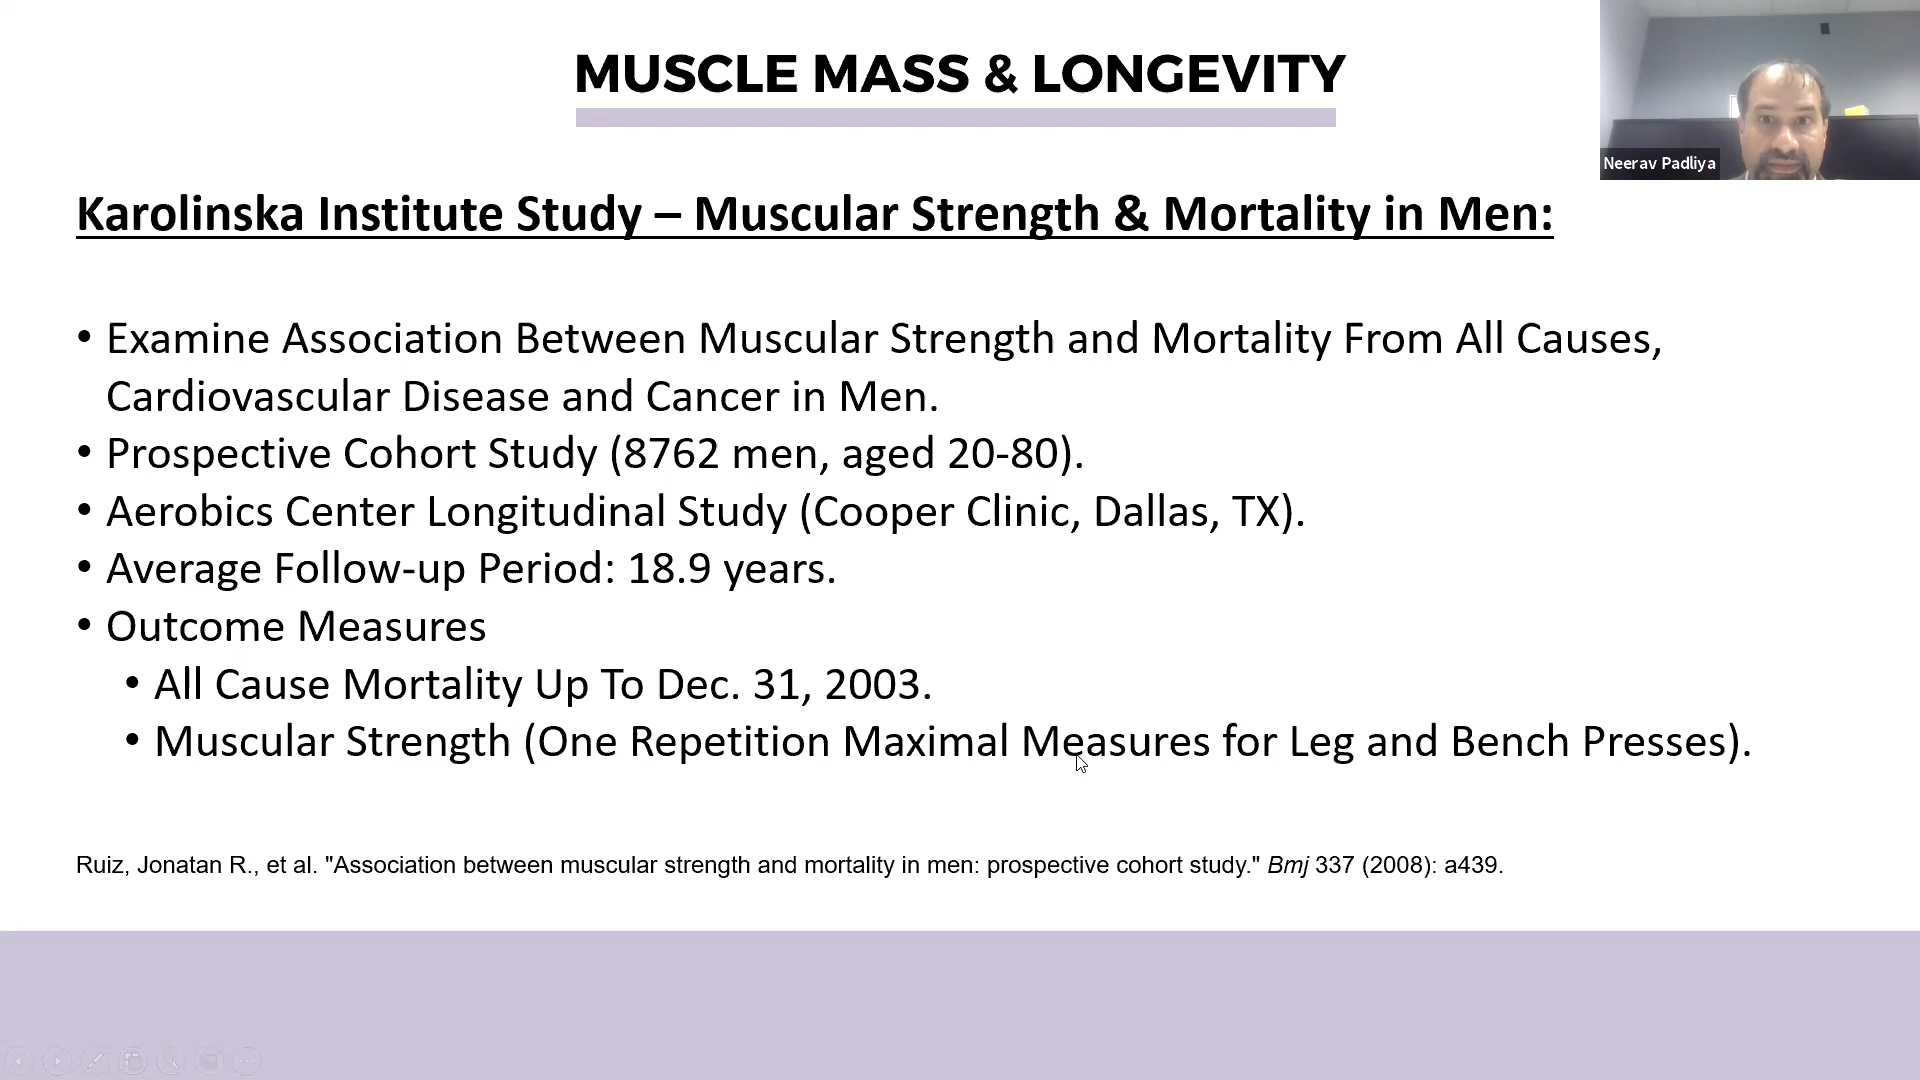 MUSCLE MASS & LONGEVITY
Neerav Padliya
Karolinska Institute Study – Muscular Strength & Mortality in Men:
• Examine Association Between Muscular Strength and Mortality From All Causes,
Cardiovascular Disease and Cancer in Men.
• Prospective Cohort Study (8762 men, aged 20-80).
• Aerobics Center Longitudinal Study (Cooper Clinic, Dallas, TX).
• Average Follow-up Period: 18.9 years.
• Outcome Measures
• All Cause Mortality Up To Dec. 31, 2003.
• Muscular Strength (One Repetition Maximal Measures for Leg and Bench Presses).
Ruiz, Jonatan R., et al. "Association between muscular strength and mortality in men: prospective cohort study." Bmj 337 (2008): a439.